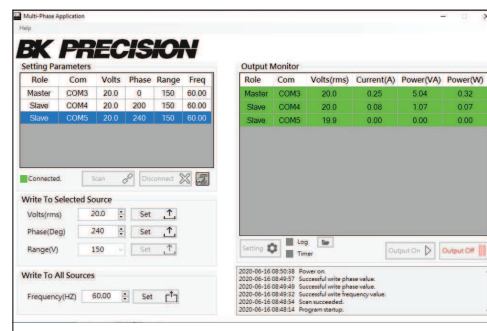 Multi-Phase Application
Help
BK PRECISION
Setting Parameters
Role Com Volts Phase Range Freq
Master COM3 20.0 0 150 60.00
Slave COM4 20.0 200 150 60.00
Slave COM5 20.0 240 150 60.00
Connected. Scan Disconnect
Write To Selected Source
Volts(rms) 20.0 Set
Phase(Deg) 240 Set
Range(V) 150 Set
Write To All Sources
Frequency(HZ) 60.00 Set
Output Monitor
Role Com Volts(rms) Current(A) Power(VA) Power(W)
Master COM3 20.0 0.25 5.04 0.32
Slave COM4 20.0 0.08 1.07 0.07
Slave COM5 19.9 0.00 0.00 0.00
Setting Log Timer Output On Output Off
2020-06-16 08:50:38 Power on.
2020-06-16 08:49:57 Successful write phase value.
2020-06-16 08:49:49 Successful write phase value.
2020-06-16 08:49:32 Successful write frequency value.
2020-06-16 08:48:54 Scan succeeded.
2020-06-16 08:48:14 Program startup.